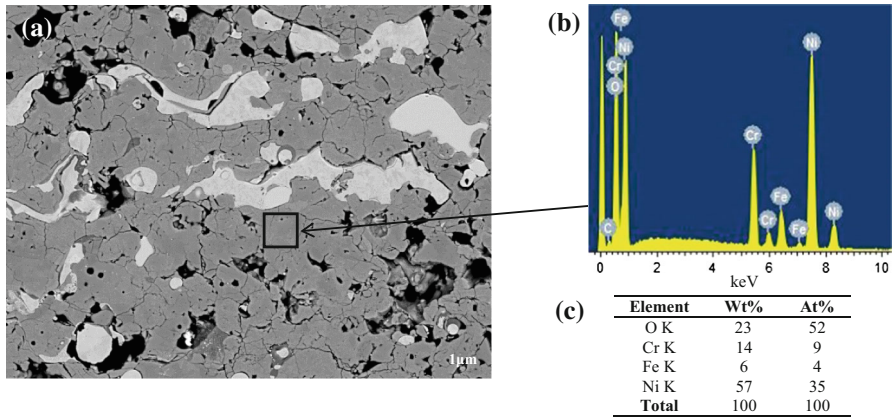 (a)
1μm
(b)
Fe
Ni
Cr
O
C
Cr
Cr
Fe
Fe
Ni
Ni
0 2 4 6 8 10
keV
(c)
Element Wt% At%
O K 23 52
Cr K 14 9
Fe K 6 4
Ni K 57 35
Total 100 100